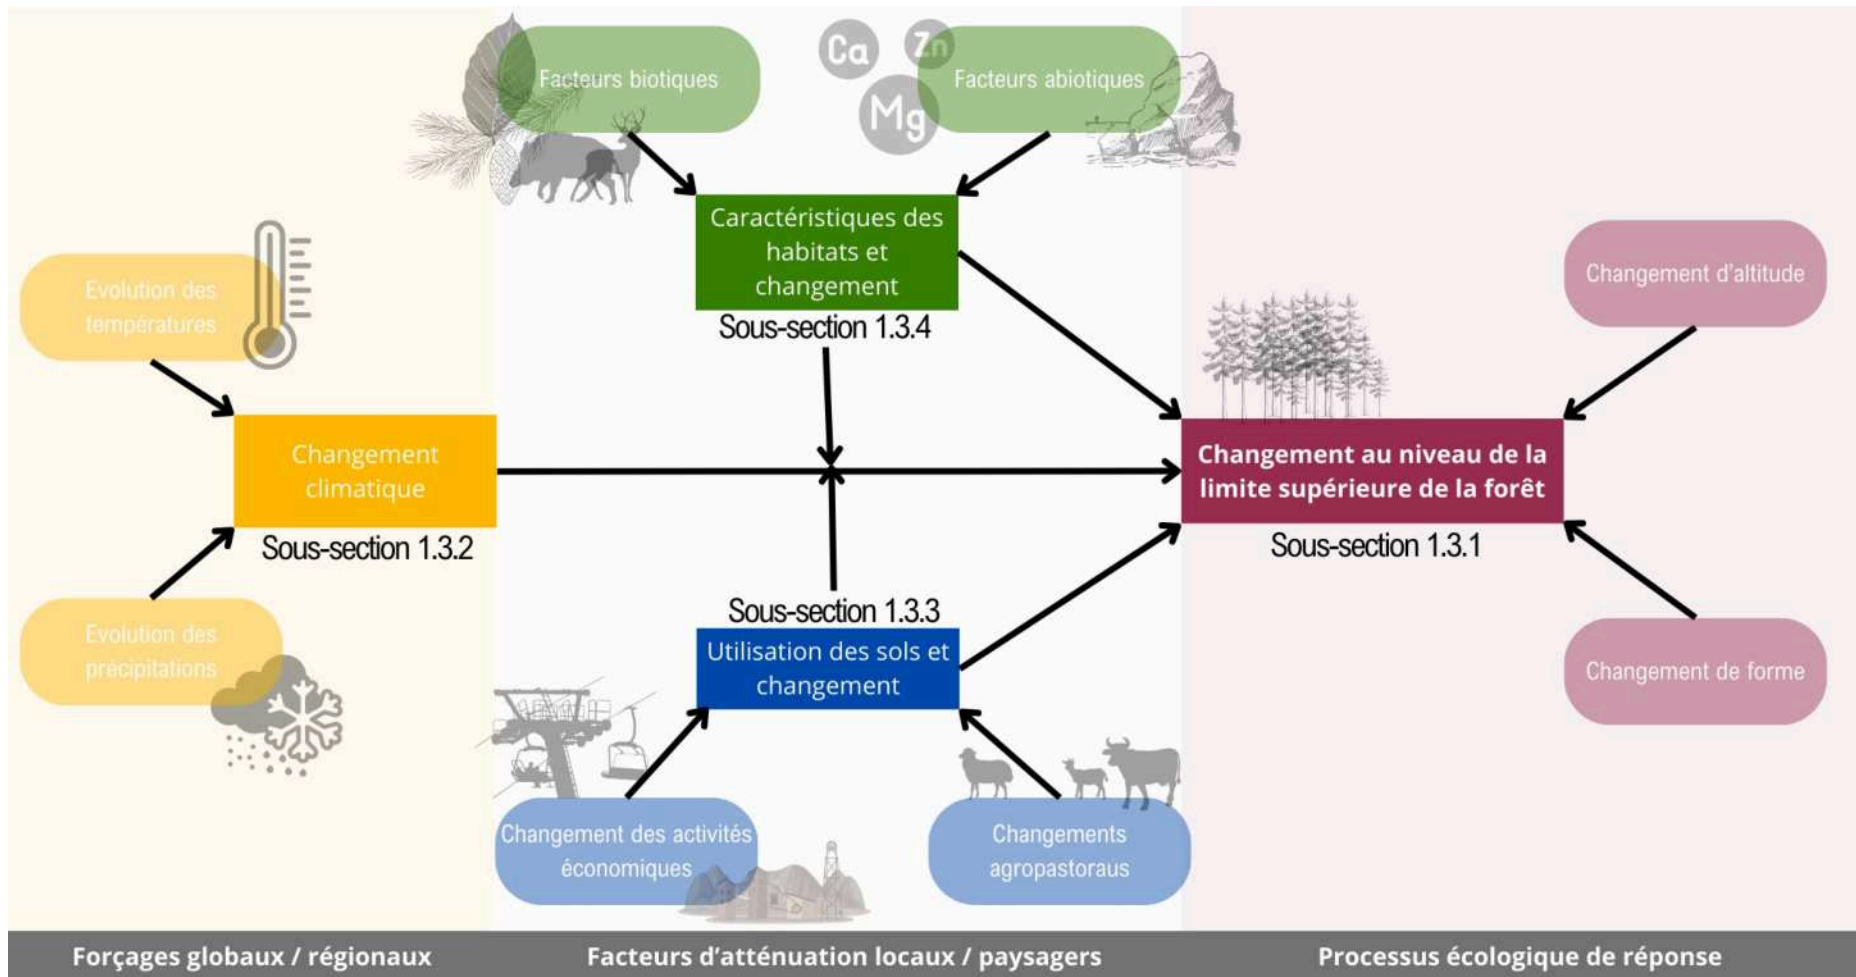 Facteurs biotiques
Ca
Zn
Mg
Facteurs abiotiques
Caractéristiques des
habitats et
changement
Sous-section 1.3.4
Evolution des
températures
Changement d'altitude
Changement
climatique
Sous-section 1.3.2
Changement au niveau de la
limite supérieure de la forêt
Sous-section 1.3.1
Evolution des
précipitations
Sous-section 1.3.3
Utilisation des sols et
changement
Changement de forme
Changement des activités
économiques
Changements
agropastoraus
Forçages globaux / régionaux
Facteurs d'atténuation locaux / paysagers
Processus écologique de réponse